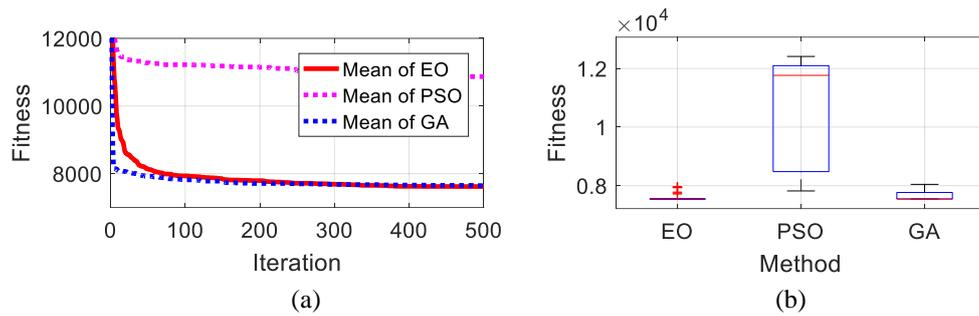 12000
10000
8000
Fitness
0 100 200 300 400 500
Iteration
Mean of EO
Mean of PSO
Mean of GA
(a)
×10⁴
1.2
1
0.8
Fitness
EO PSO GA
Method
(b)